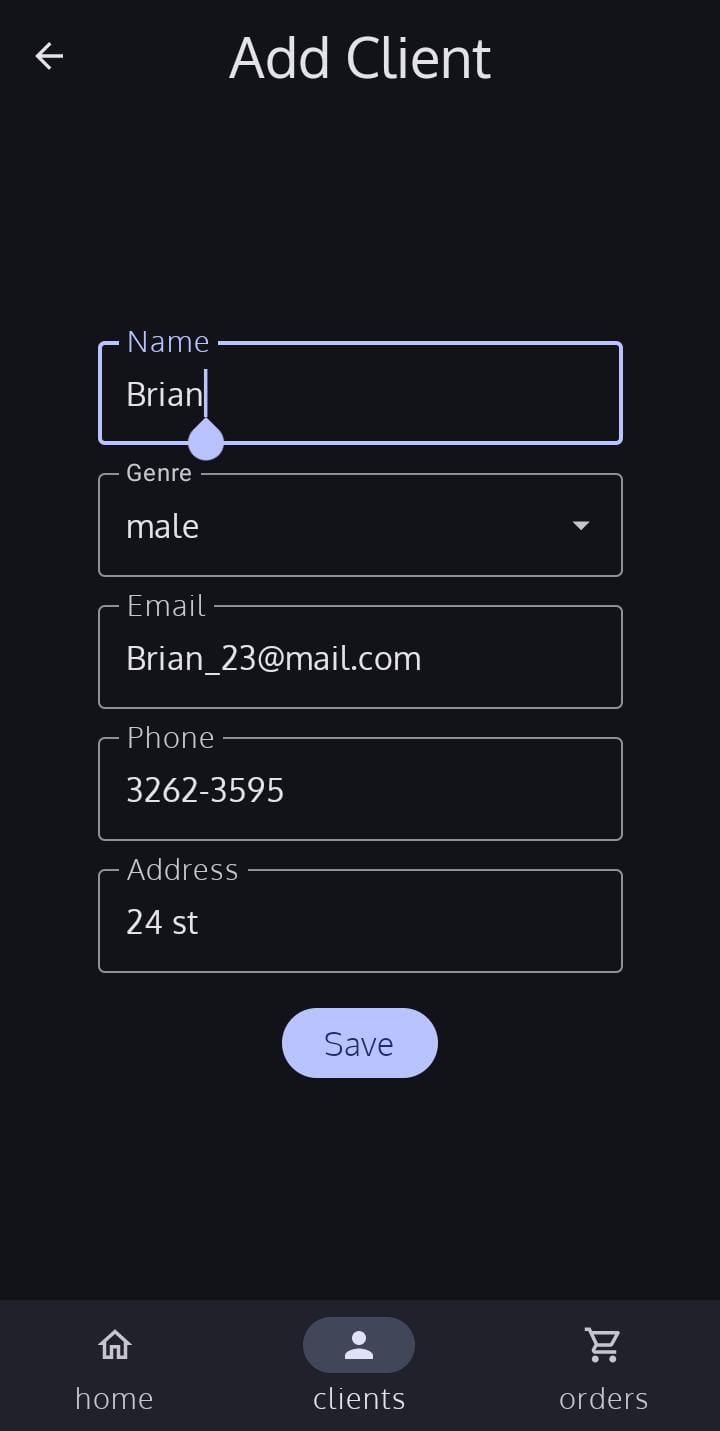 Add Client
Name
Brian
Genre
male
Email
Brian_23@mail.com
Phone
3262-3595
Address
24 st
Save
home clients orders